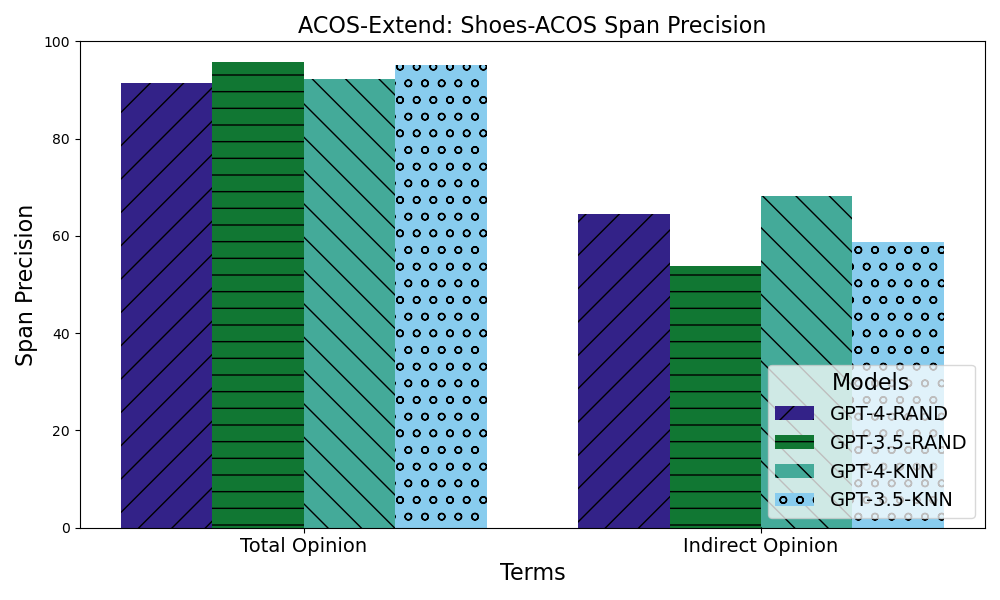 ACOS-Extend: Shoes-ACOS Span Precision
100
80
60
40
20
0
Span Precision
Total Opinion
Indirect Opinion
Terms
Models
GPT-4-RAND
GPT-3.5-RAND
GPT-4-KNN
GPT-3.5-KNN